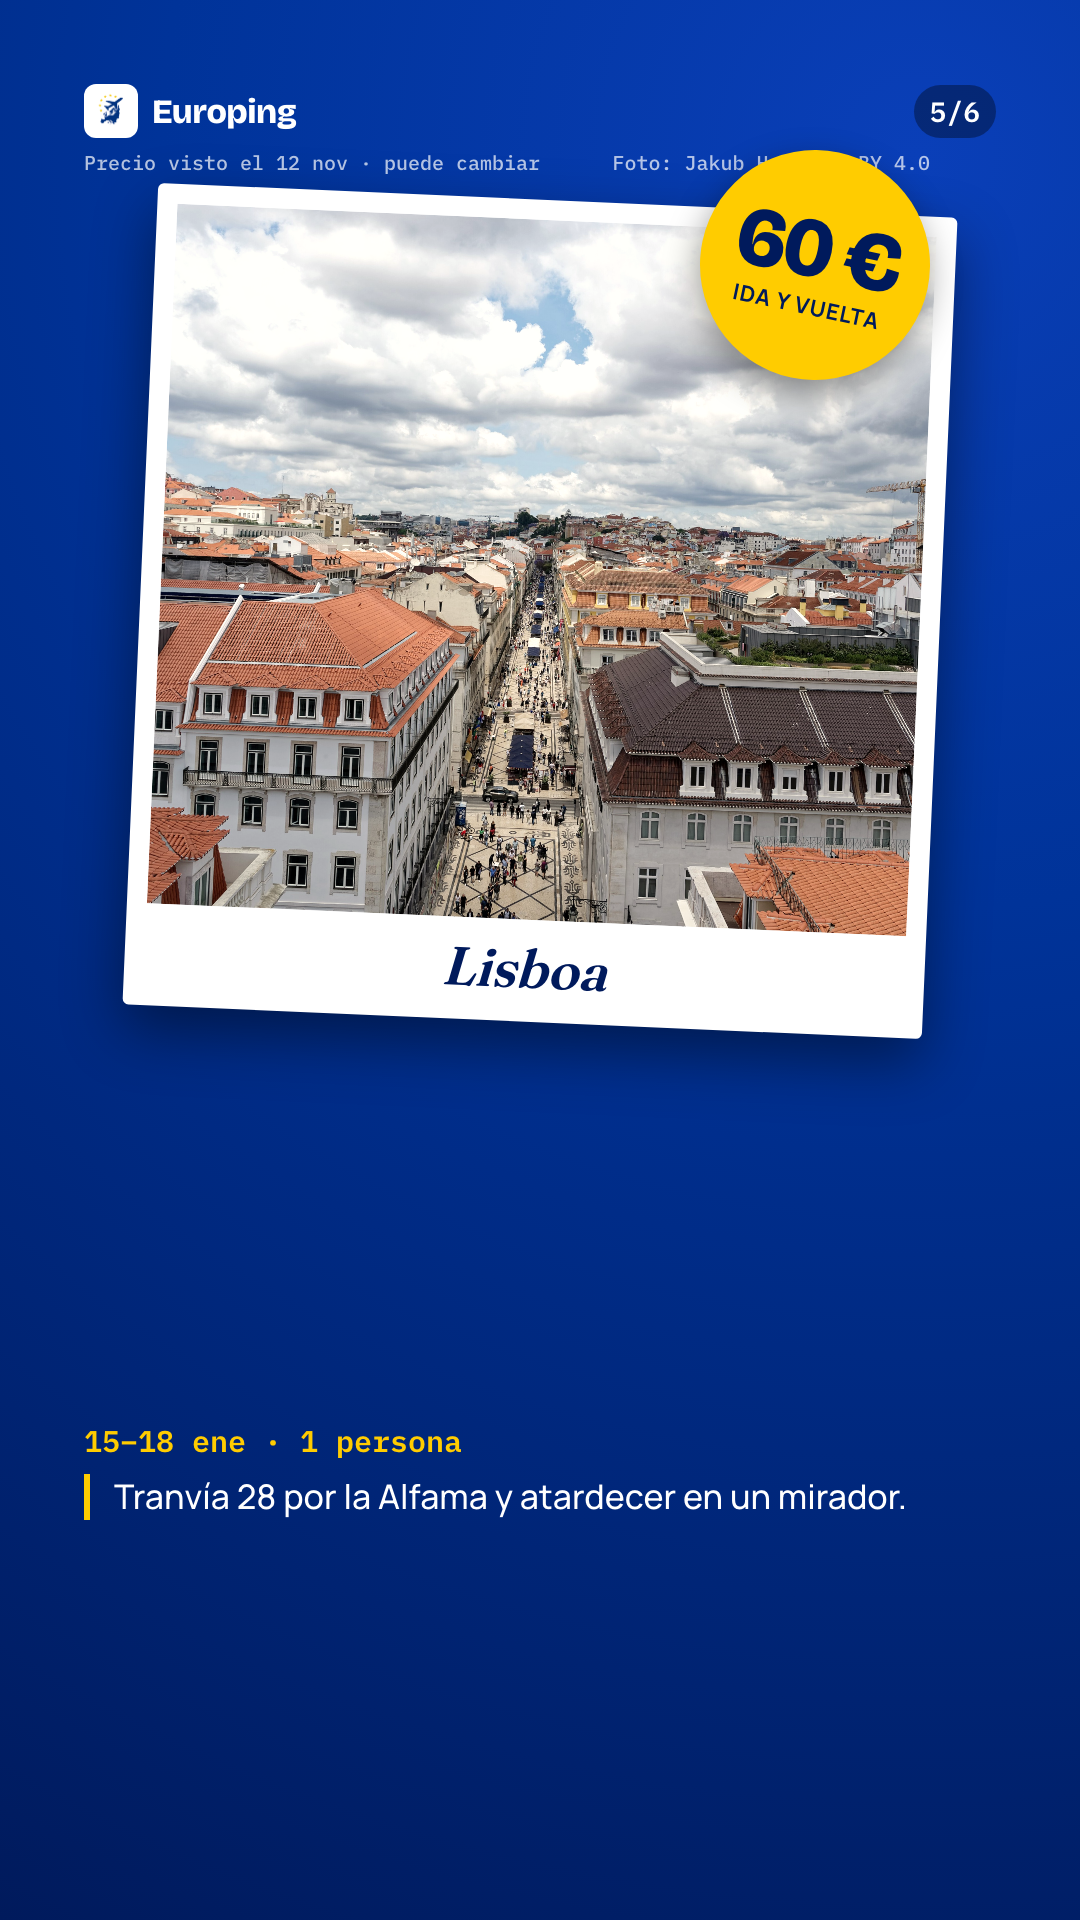 Europing
5/6
Precio visto el 12 nov · puede cambiar
Foto: Jakub BY 4.0
60 €
IDA Y VUELTA
Lisboa
15–18 ene · 1 persona
Tranvía 28 por la Alfama y atardecer en un mirador.